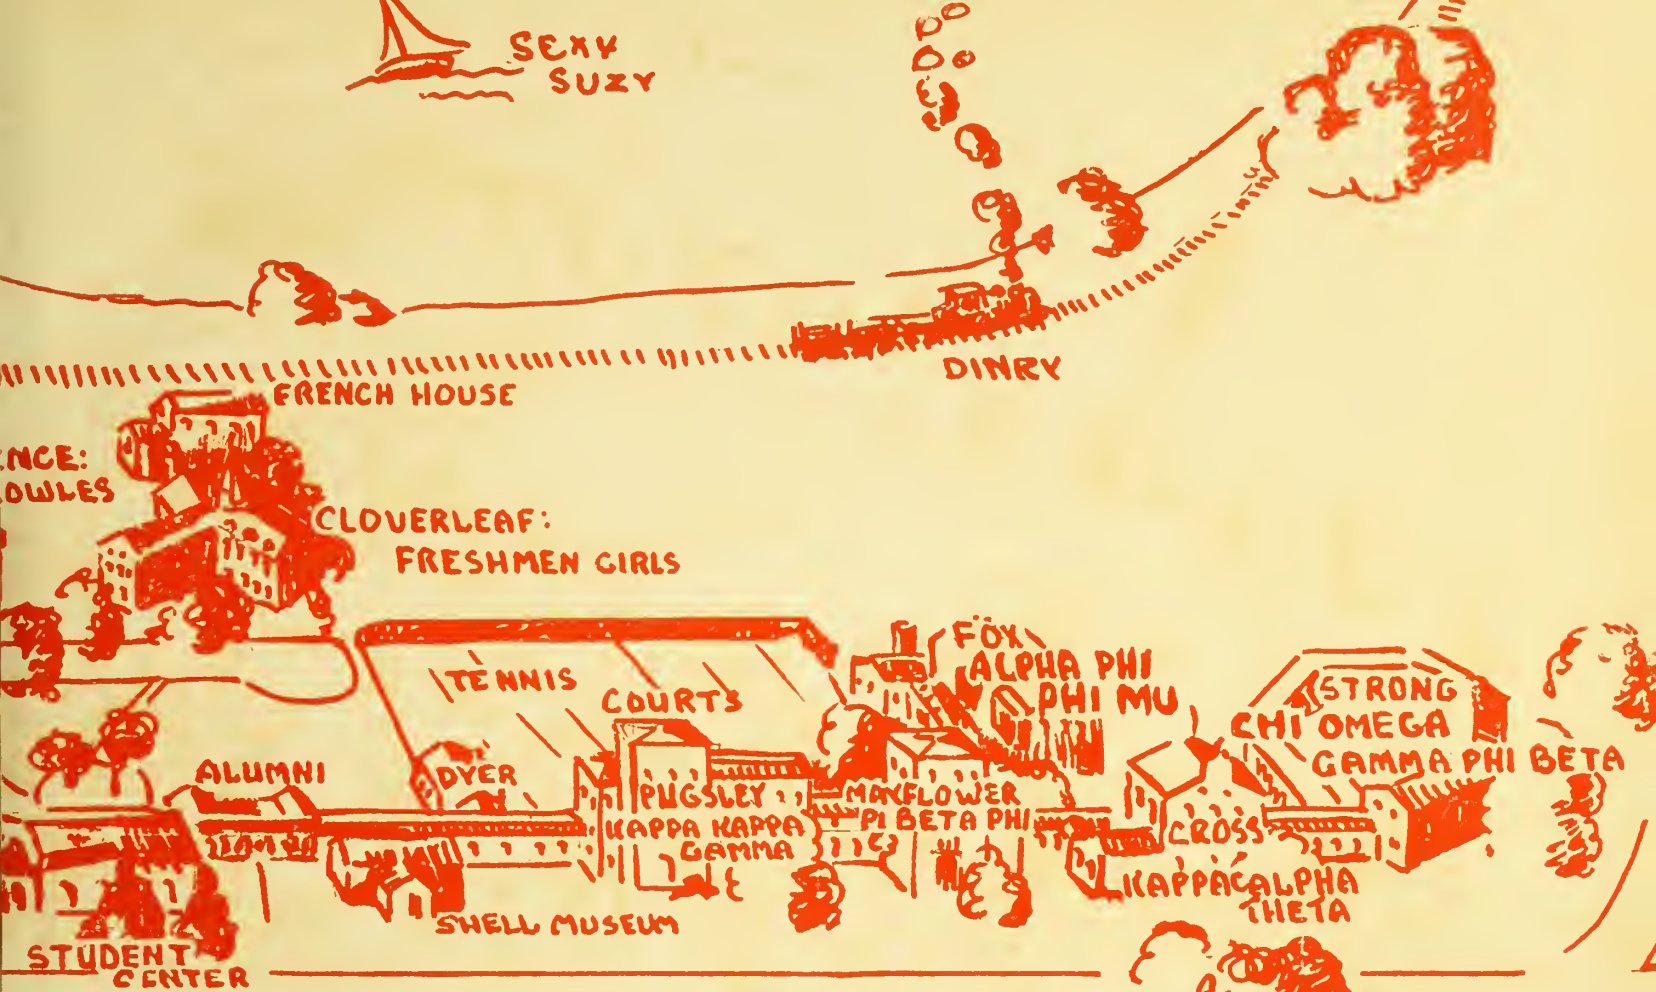 SEXY
SUZY
DINRY
FRENCH HOUSE
ENCE:
OWLES
CLOVERLEAF:
FRESHMEN GIRLS
TENNIS
COURTS
FOX
ALPHA PHI
PHI MU
STRONG
CHI OMEGA
GAMMA PHI BETA
ALUMNI
DYER
PUGSLEY
KAPPA KAPPA
GAMMA
MAYFLOWER
PI BETA PHI
CROSS
KAPPA ALPHA
THETA
SHELL MUSEUM
STUDENT
CENTER